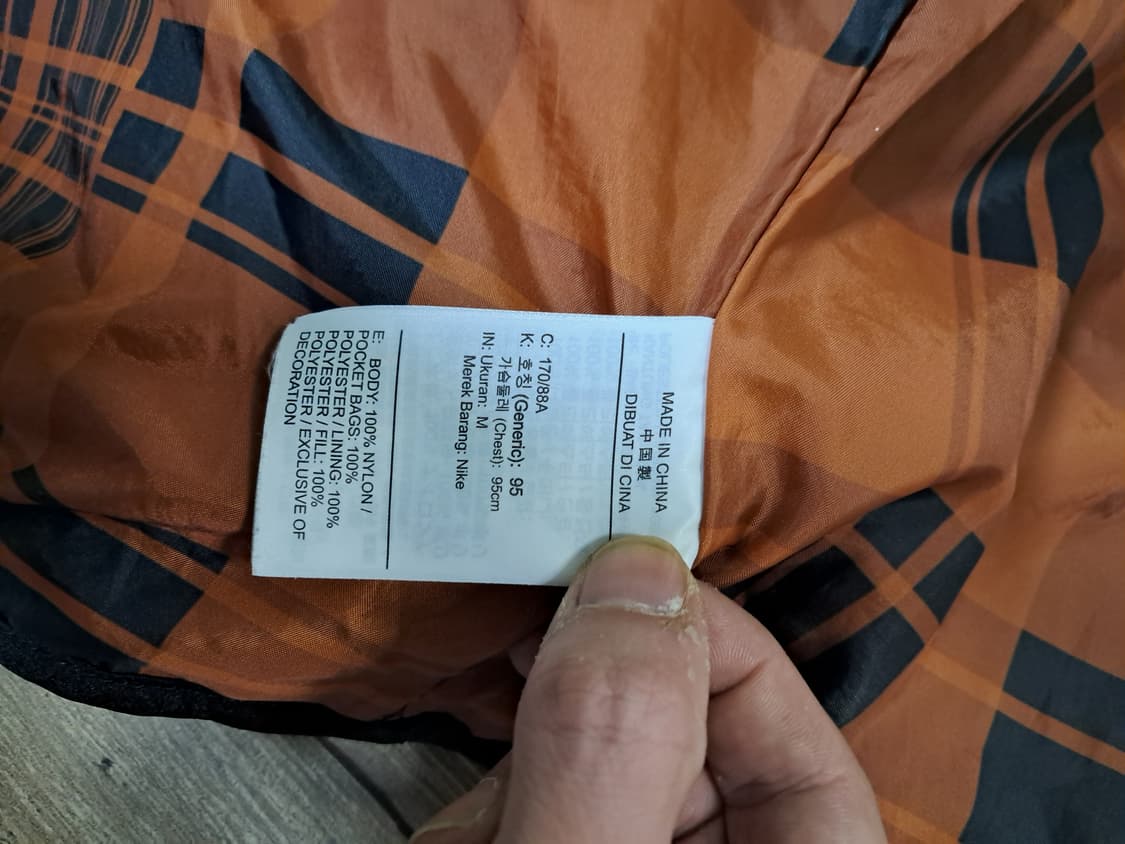 MADE IN CHINA
中国製
DIBUAT DI CINA
C: 170/88A
K: 호칭 (Generic): 95
가슴둘레 (Chest): 95cm
IN: Ukuran: M
Merek Barang: Nike
E: BODY: 100% NYLON /
POCKET BAGS: 100%
POLYESTER / LINING: 100%
POLYESTER / FILL: 100%
POLYESTER / EXCLUSIVE OF
DECORATION